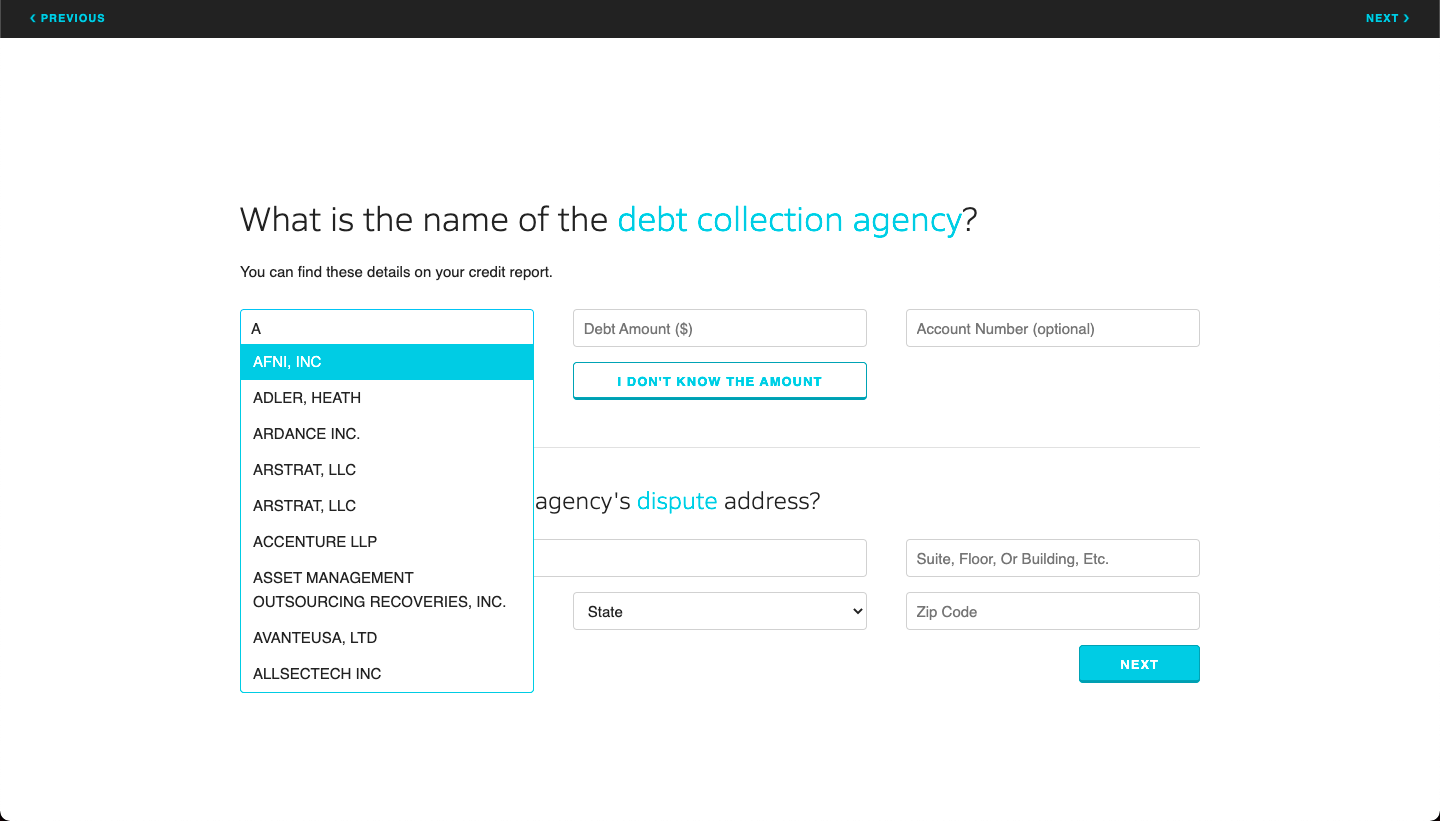 PREVIOUS
NEXT
What is the name of the debt collection agency?
You can find these details on your credit report.
A
Debt Amount ($)
Account Number (optional)
AFNI, INC
I DON'T KNOW THE AMOUNT
ADLER, HEATH
ARDANCE INC.
ARSTRAT, LLC
ARSTRAT, LLC
agency's dispute address?
ACCENTURE LLP
Suite, Floor, Or Building, Etc.
ASSET MANAGEMENT
OUTSOURCING RECOVERIES, INC.
State
Zip Code
AVANTEUSA, LTD
ALLSECTECH INC
NEXT